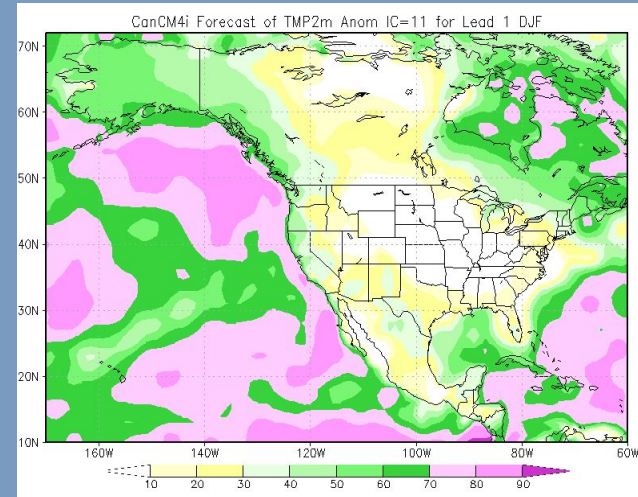 CanCM4i Forecast of TMP2m Anom IC=11 for Lead 1 DJF
70N
60N
50N
40N
30N
20N
10N
160W 140W 120W 100W 80W 60W
10 20 30 40 50 60 70 80 90